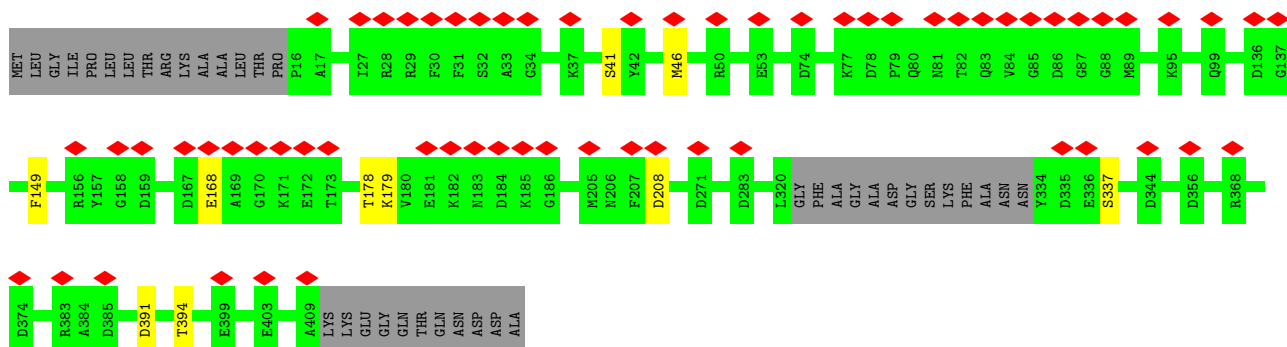 MET LEU GLY ILE PRO LEU LEU THR ARG LYS ALA ALA LEU THR PRO P16 A17 I27 R28 R29 F30 F31 S32 A33 G34 K37 S41 Y42 M46 R50 E53 D74 K77 D78 P79 Q80 N81 T82 Q83 V84 G85 D86 G87 G88 M89 K95 Q99 D136 G137
F149 R156 Y157 G158 D159 D167 E168 A169 G170 K171 E172 T173 T178 K179 V180 E181 K182 N183 D184 K185 G186 M205 N206 F207 D208 D271 D283 L320 GLY PHE ALA GLY ALA ASP GLY SER LYS PHE ALA ASN ASN Y334 D335 E336 S337 D344 D356 R368
D374 R383 A384 D385 D391 T394 E399 E403 A409 LYS LYS GLU GLY GLN THR GLN ASN ASP ASP ALA